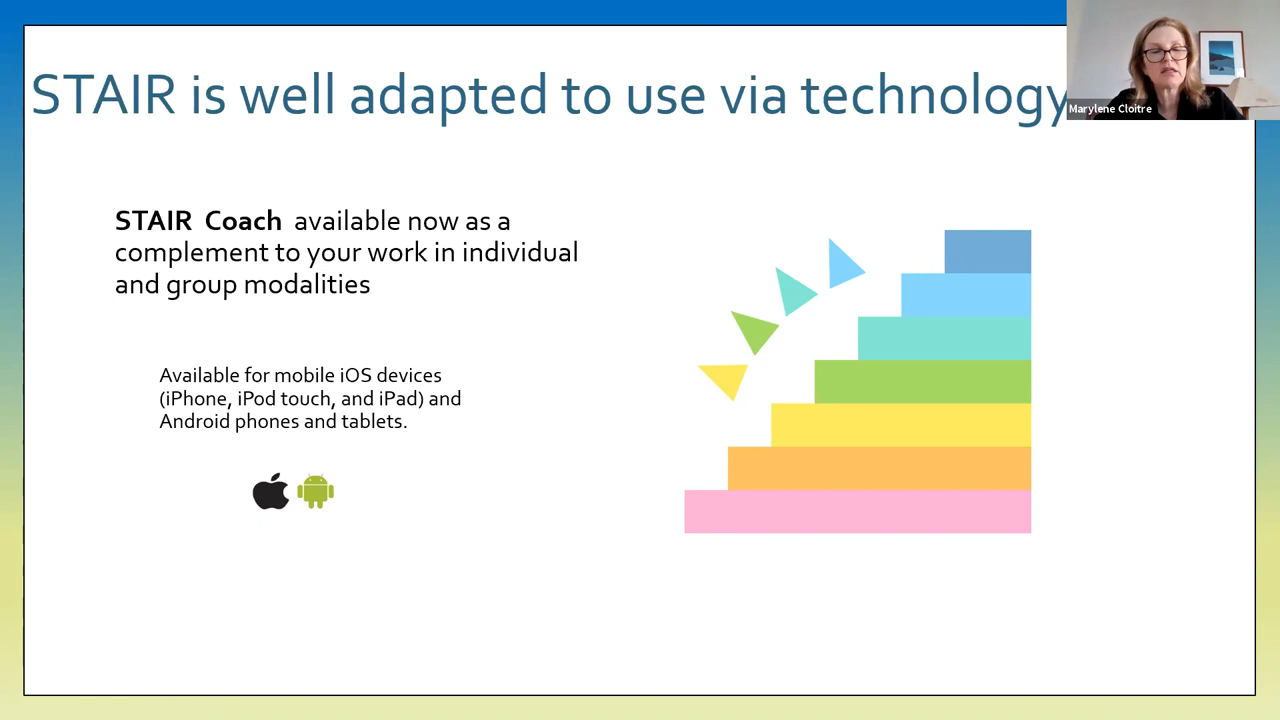 STAIR is well adapted to use via technology
Marylene Cloitre
STAIR Coach available now as a
complement to your work in individual
and group modalities
Available for mobile iOS devices
(iPhone, iPod touch, and iPad) and
Android phones and tablets.